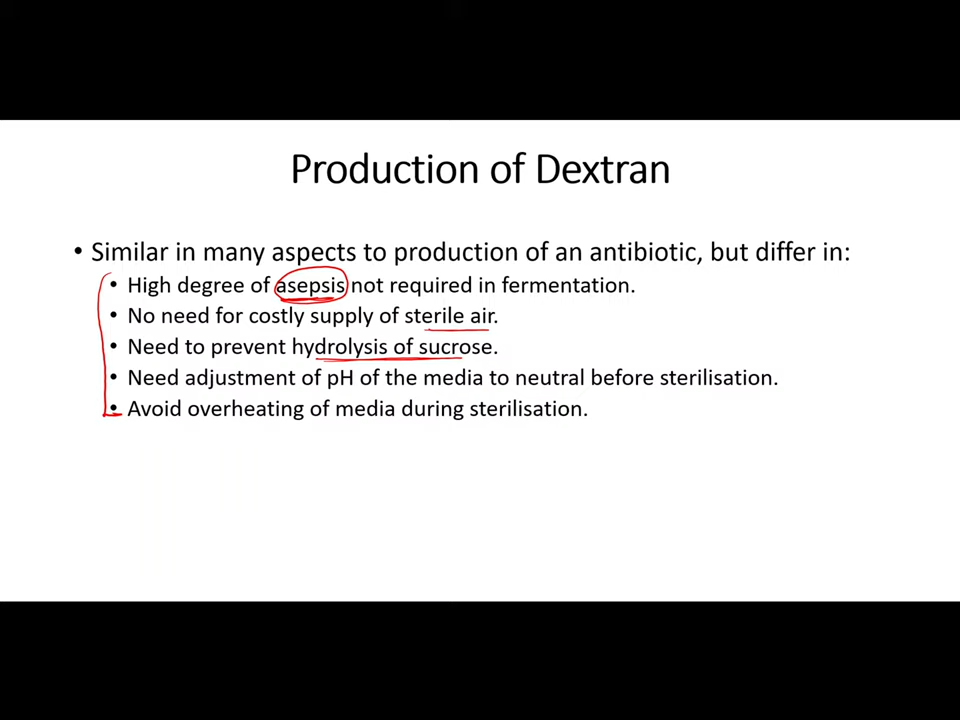 Production of Dextran
• Similar in many aspects to production of an antibiotic, but differ in:
• High degree of asepsis not required in fermentation.
• No need for costly supply of sterile air.
• Need to prevent hydrolysis of sucrose.
• Need adjustment of pH of the media to neutral before sterilisation.
• Avoid overheating of media during sterilisation.